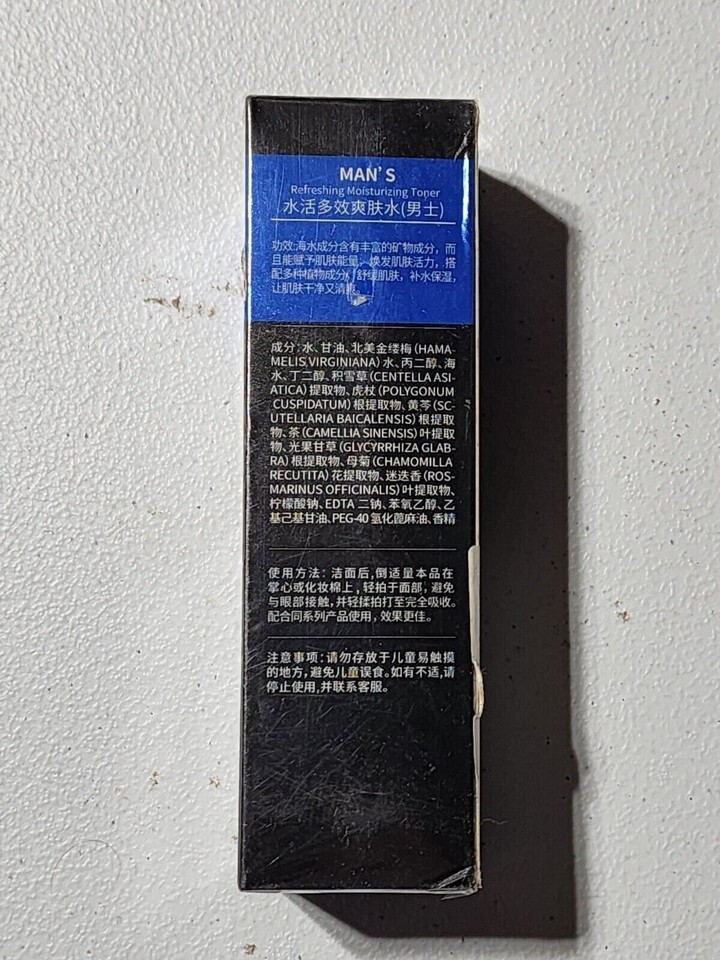 MAN'S
Refreshing Moisturizing Toner
水活多效爽肤水(男士)
功效:海水成分含有丰富的矿物成分，而
且能赋予肌肤能量，焕发肌肤活力，搭
配多种植物成分，舒缓肌肤，补水保湿，
让肌肤干净又清爽。
成分:水、甘油、北美金缕梅(HAMA-
MELIS VIRGINIANA)水、丙二醇、海
水、丁二醇、积雪草(CENTELLA ASI-
ATICA)提取物、虎杖(POLYGONUM
CUSPIDATUM)根提取物、黄芩(SC-
UTELLARIA BAICALENSIS)根提取
物、茶(CAMELLIA SINENSIS)叶提取
物、光果甘草(GLYCYRRHIZA GLAB-
RA)根提取物、母菊(CHAMOMILLA
RECUTITA)花提取物、迷迭香(ROS-
MARINUS OFFICINALIS)叶提取物、
柠檬酸钠、EDTA 二钠、苯氧乙醇、乙
基己基甘油、PEG-40 氢化蓖麻油、香精
使用方法: 洁面后,倒适量本品在
掌心或化妆棉上,轻拍于面部，避免
与眼部接触,并轻揉拍打至完全吸收。
配合同系列产品使用，效果更佳。
注意事项:请勿存放于儿童易触摸
的地方,避免儿童误食。如有不适,请
停止使用,并联系客服。